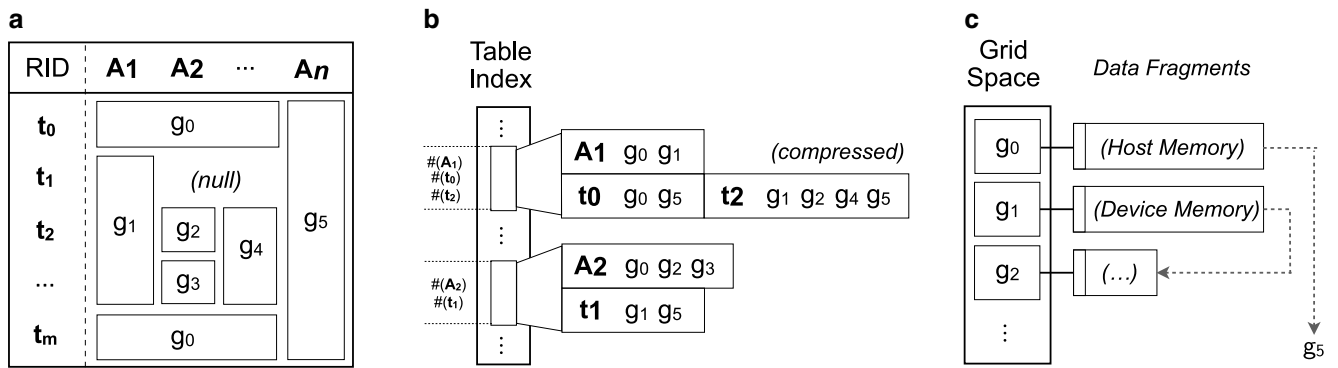 a
RID A1 A2 ... An
t0 g0
t1 (null)
t2 g1 g2 g4 g5
... g3
tm g0
b
Table
Index
⋮
#(A1)
#(t0)
#(t2)
A1 g0 g1
(compressed)
t0 g0 g5 t2 g1 g2 g4 g5
⋮
#(A2)
#(t1)
A2 g0 g2 g3
t1 g1 g5
⋮
c
Grid
Space
Data Fragments
g0 (Host Memory)
g1 (Device Memory)
g2 (...)
⋮
g5